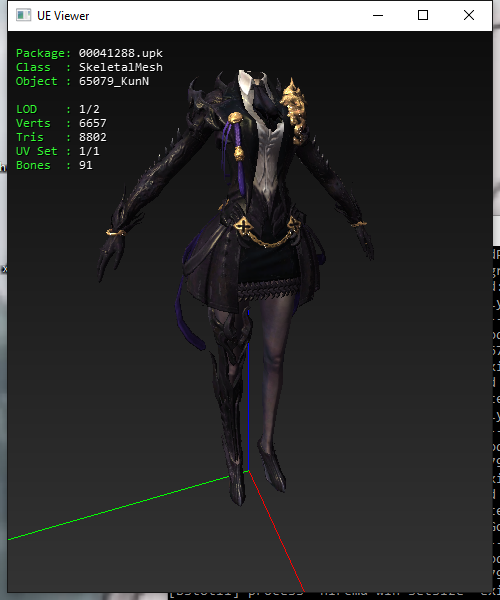 UE Viewer
Package: 00041288.upk
Class : SkeletalMesh
Object : 65079_KunN
LOD : 1/2
Verts : 6657
Tris : 8802
UV Set : 1/1
Bones : 91